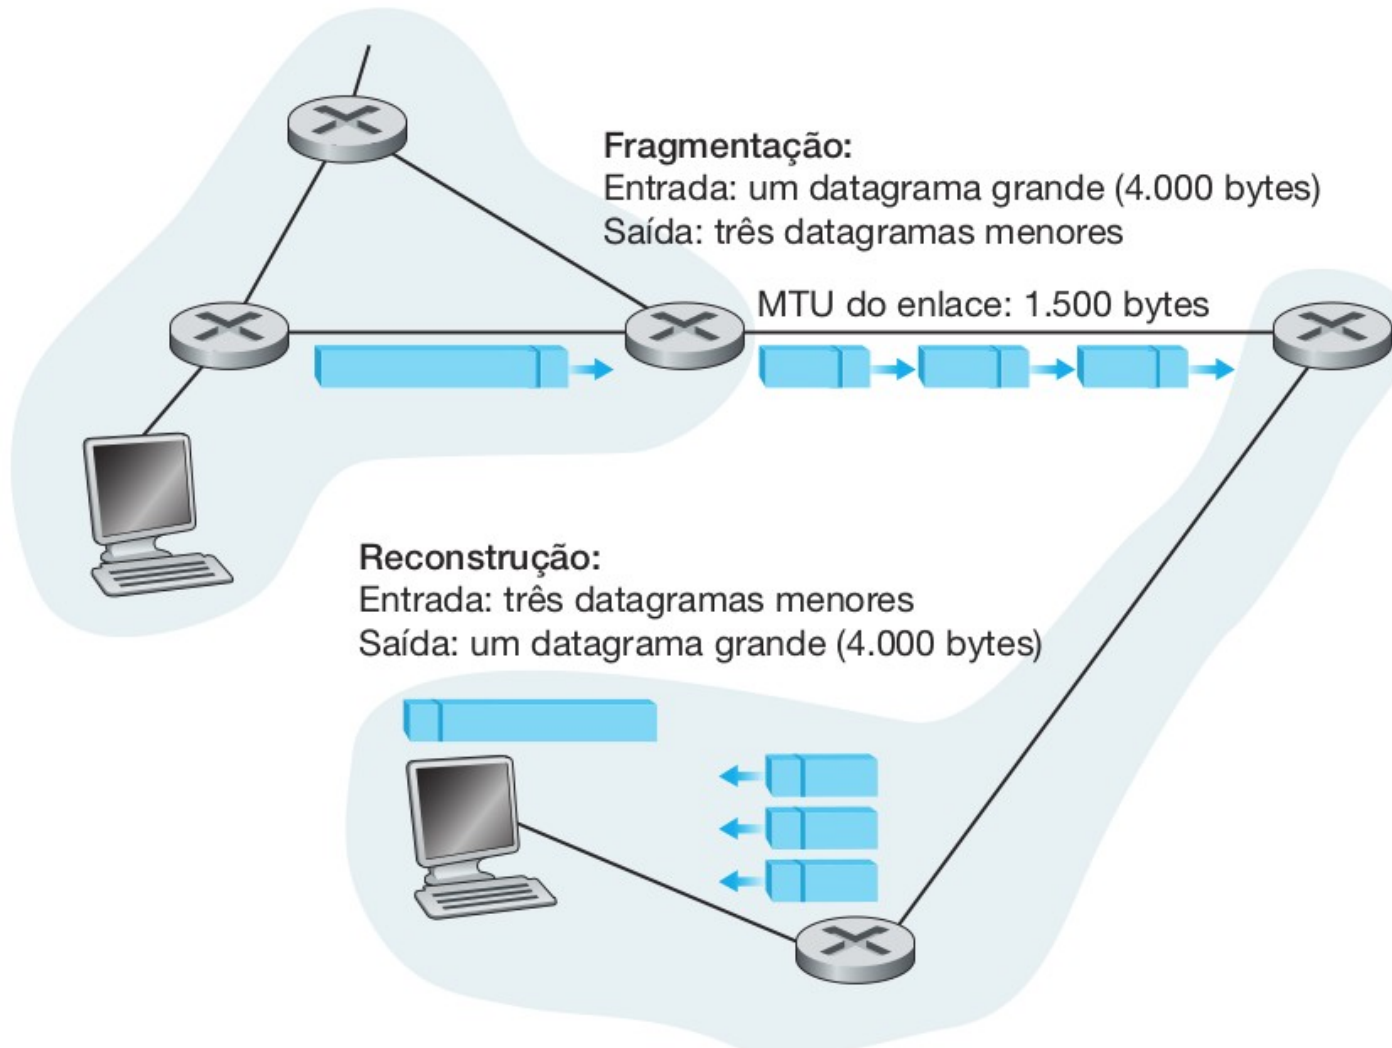 Fragmentação:
Entrada: um datagrama grande (4.000 bytes)
Saída: três datagramas menores
MTU do enlace: 1.500 bytes
Reconstrução:
Entrada: três datagramas menores
Saída: um datagrama grande (4.000 bytes)